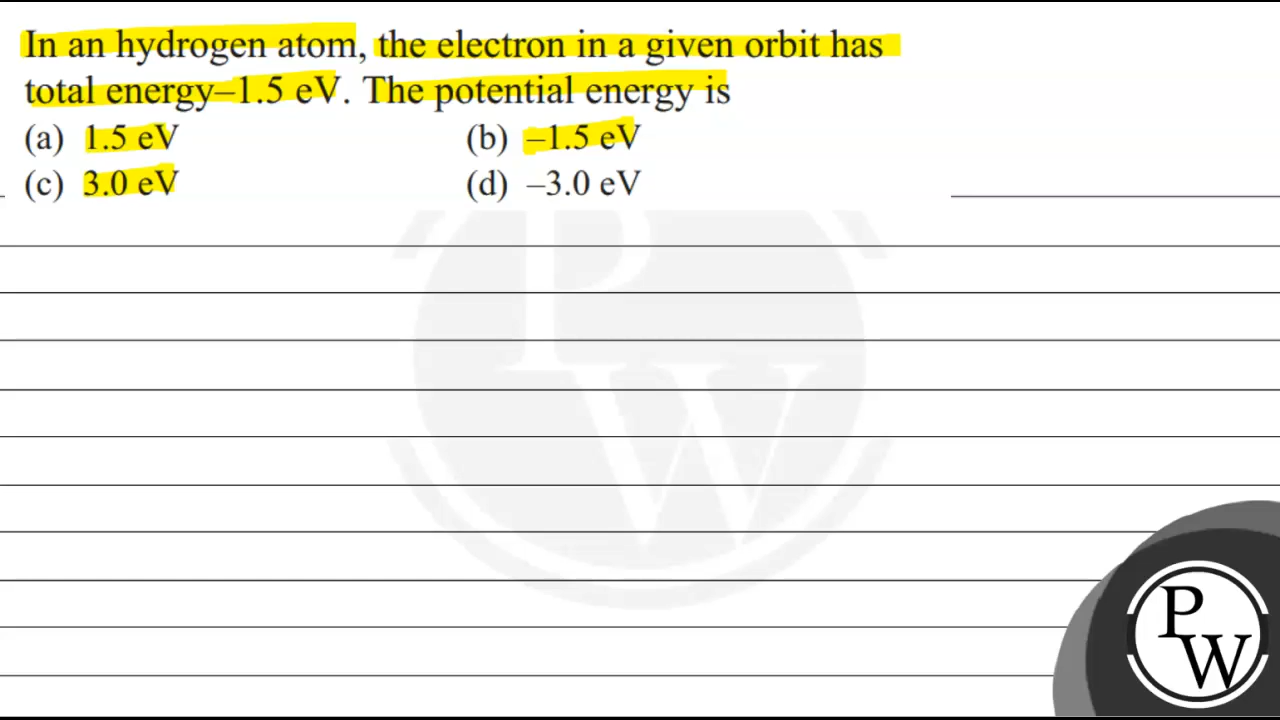 In an hydrogen atom, the electron in a given orbit has
total energy–1.5 eV. The potential energy is
(a) 1.5 eV (b) –1.5 eV
(c) 3.0 eV (d) –3.0 eV
P
W
P
W